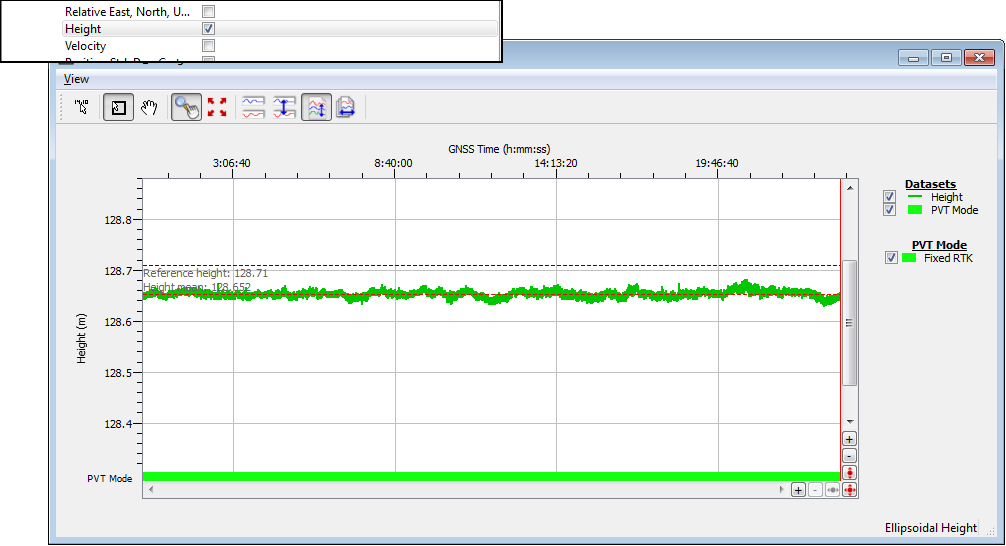 Relative East, North, U...
Height
Velocity
View
GNSS Time (h:mm:ss)
3:06:40 8:40:00 14:13:20 19:46:40
Datasets
Height
PVT Mode
PVT Mode
Fixed RTK
128.8
128.7
128.6
128.5
128.4
Height (m)
Reference height: 128.71
Height mean: 128.652
PVT Mode
Ellipsoidal Height